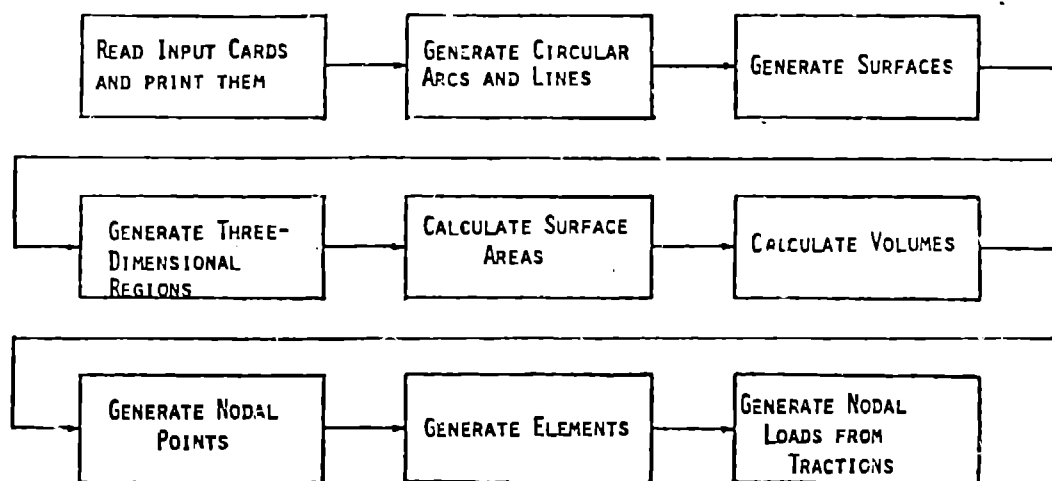 READ INPUT CARDS
AND PRINT THEM
GENERATE CIRCULAR
ARCS AND LINES
GENERATE SURFACES
GENERATE THREE-
DIMENSIONAL
REGIONS
CALCULATE SURFACE
AREAS
CALCULATE VOLUMES
GENERATE NODAL
POINTS
GENERATE ELEMENTS
GENERATE NODAL
LOADS FROM
TRACTIONS